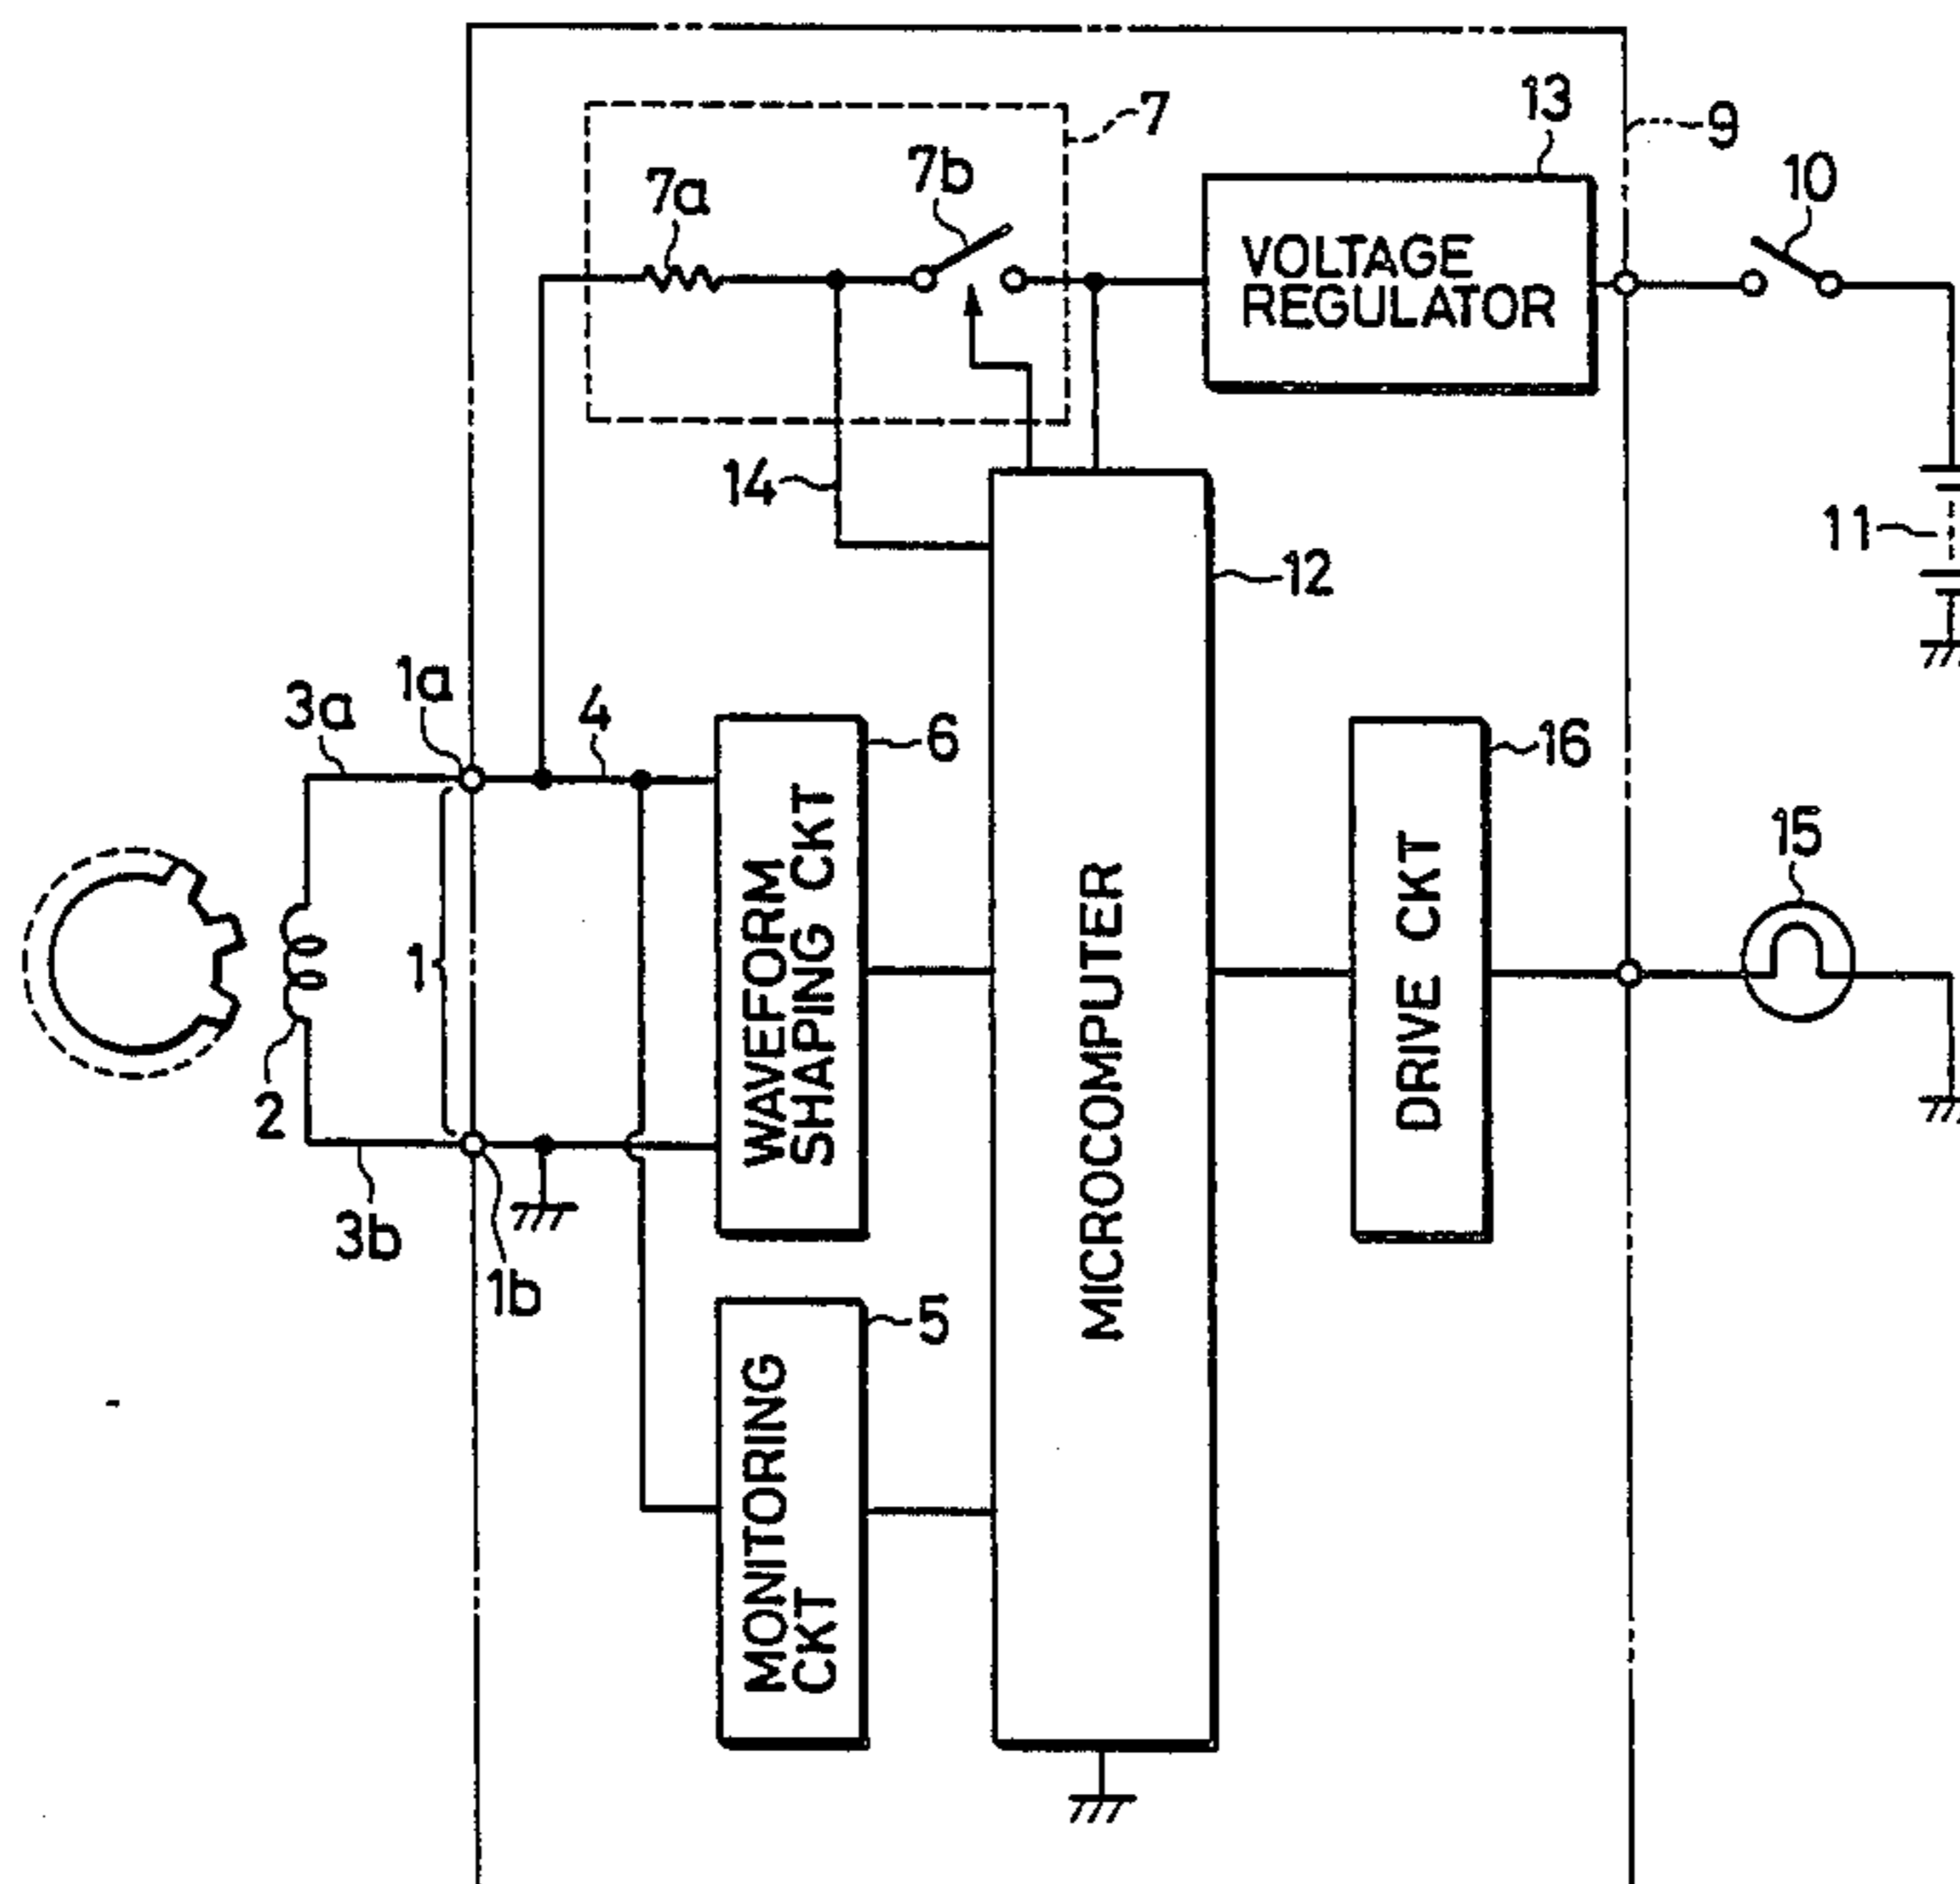 7
13
9
7a
7b
10
VOLTAGE
REGULATOR
14
11
12
3a
1a
4
6
16
15
WAVEFORM
SHAPING CKT
MICROCOMPUTER
DRIVE CKT
1
2
3b
1b
5
MONITORING
CKT